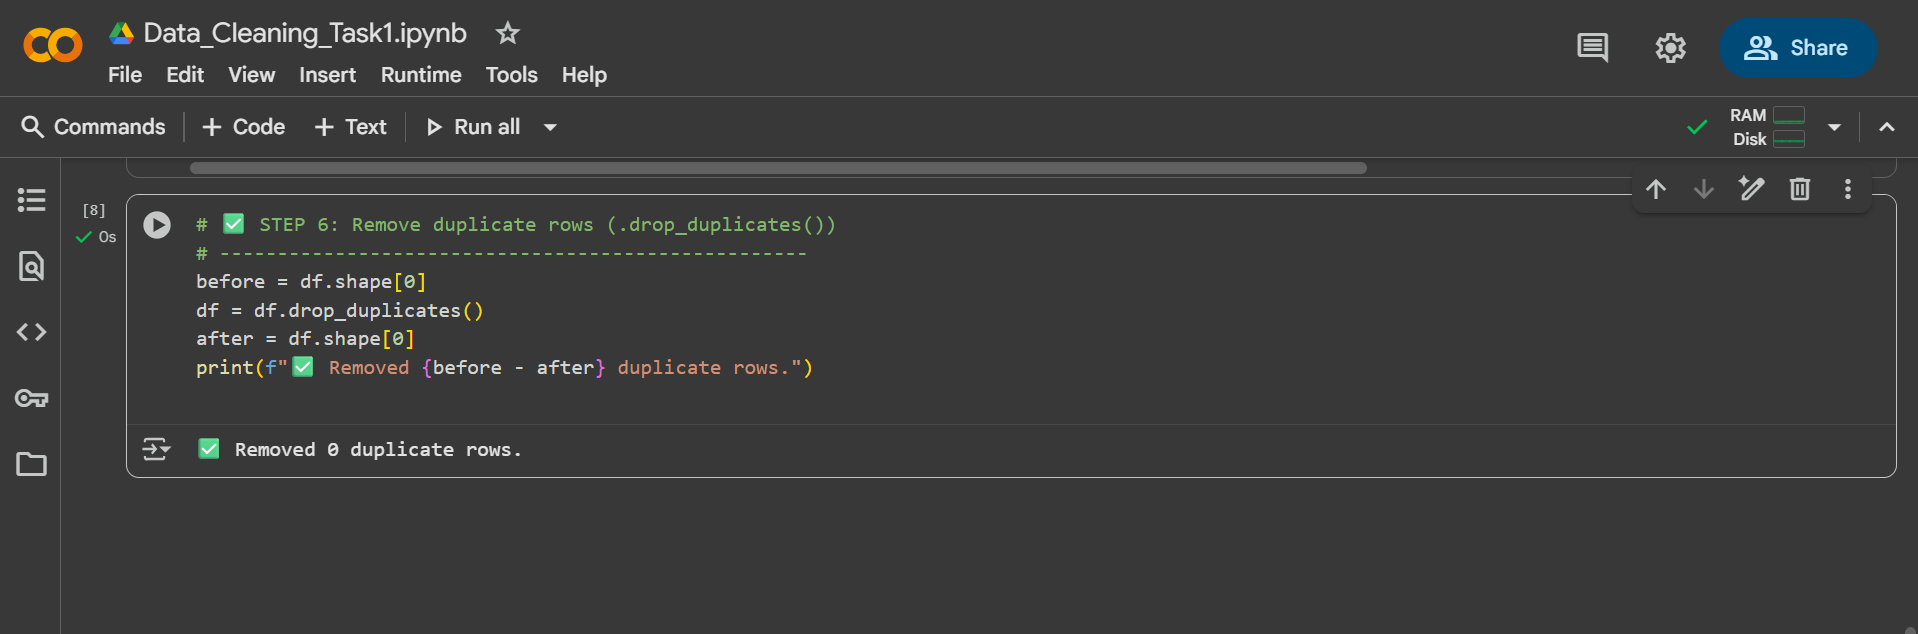 Data_Cleaning_Task1.ipynb
File Edit View Insert Runtime Tools Help
Share
Commands + Code + Text Run all
RAM
Disk
[8]
0s
# ✅ STEP 6: Remove duplicate rows (.drop_duplicates())
# ---------------------------------------------------
before = df.shape[0]
df = df.drop_duplicates()
after = df.shape[0]
print(f"✅ Removed {before - after} duplicate rows.")
✅ Removed 0 duplicate rows.